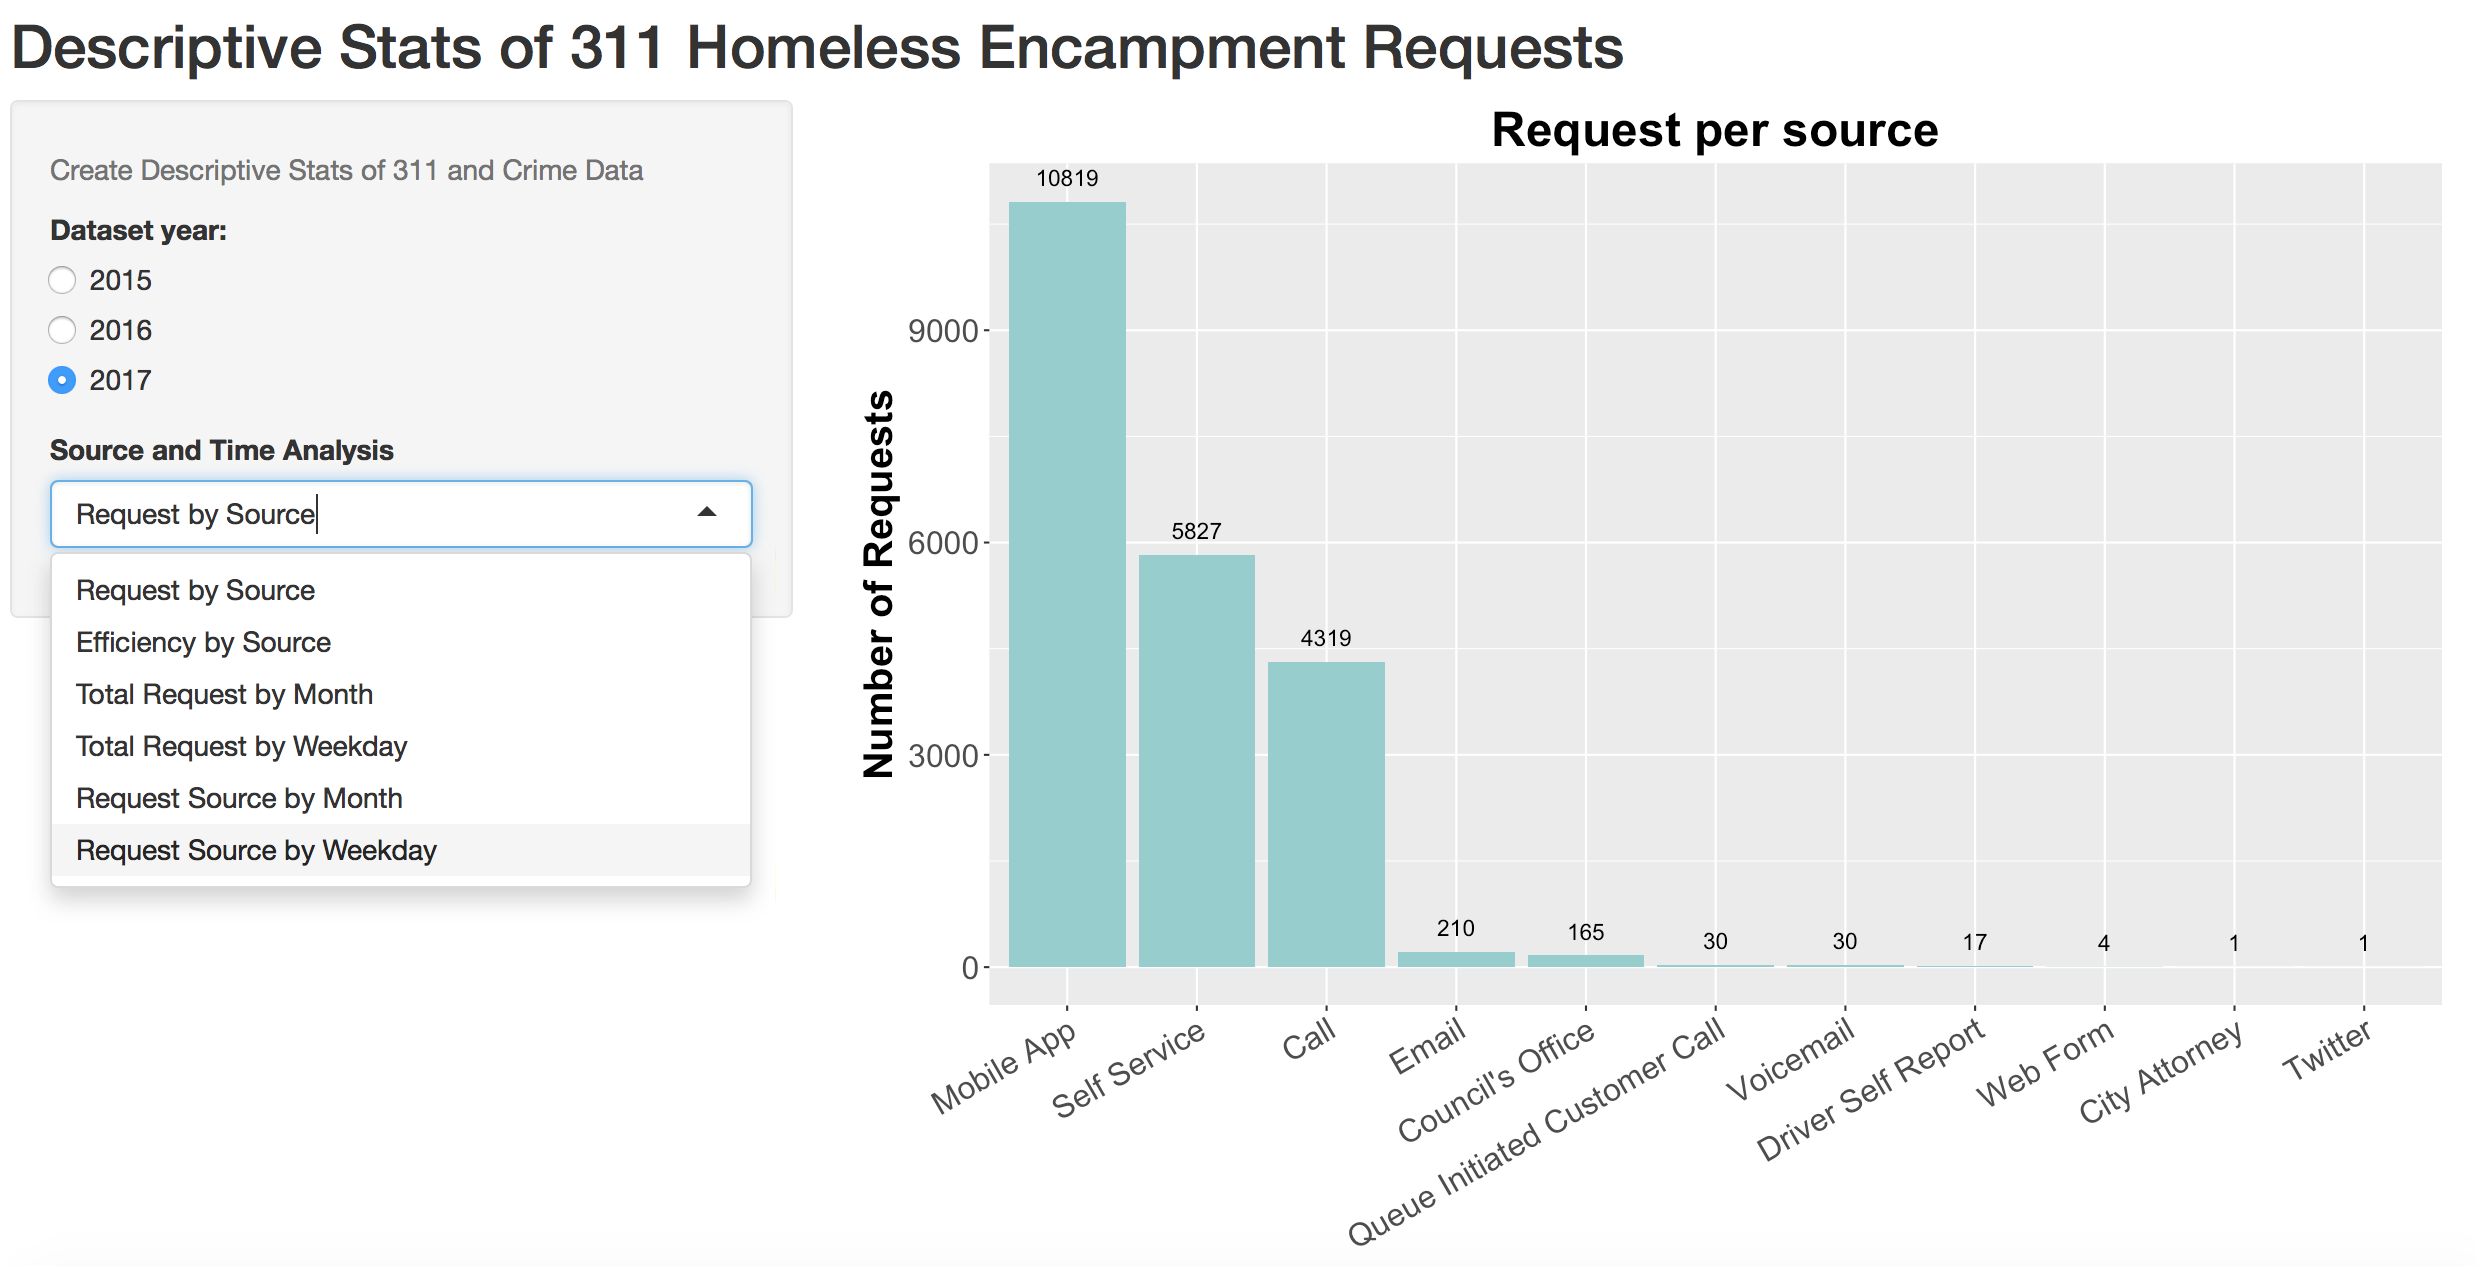 Descriptive Stats of 311 Homeless Encampment Requests
Create Descriptive Stats of 311 and Crime Data
Dataset year:
2015
2016
2017
Source and Time Analysis
Request by Source
Request by Source
Efficiency by Source
Total Request by Month
Total Request by Weekday
Request Source by Month
Request Source by Weekday
Request per source
Number of Requests
9000
6000
3000
0
10819
5827
4319
210
165
30
30
17
4
1
1
Mobile App
Self Service
Call
Email
Council's Office
Queue Initiated Customer Call
Voicemail
Driver Self Report
Web Form
City Attorney
Twitter